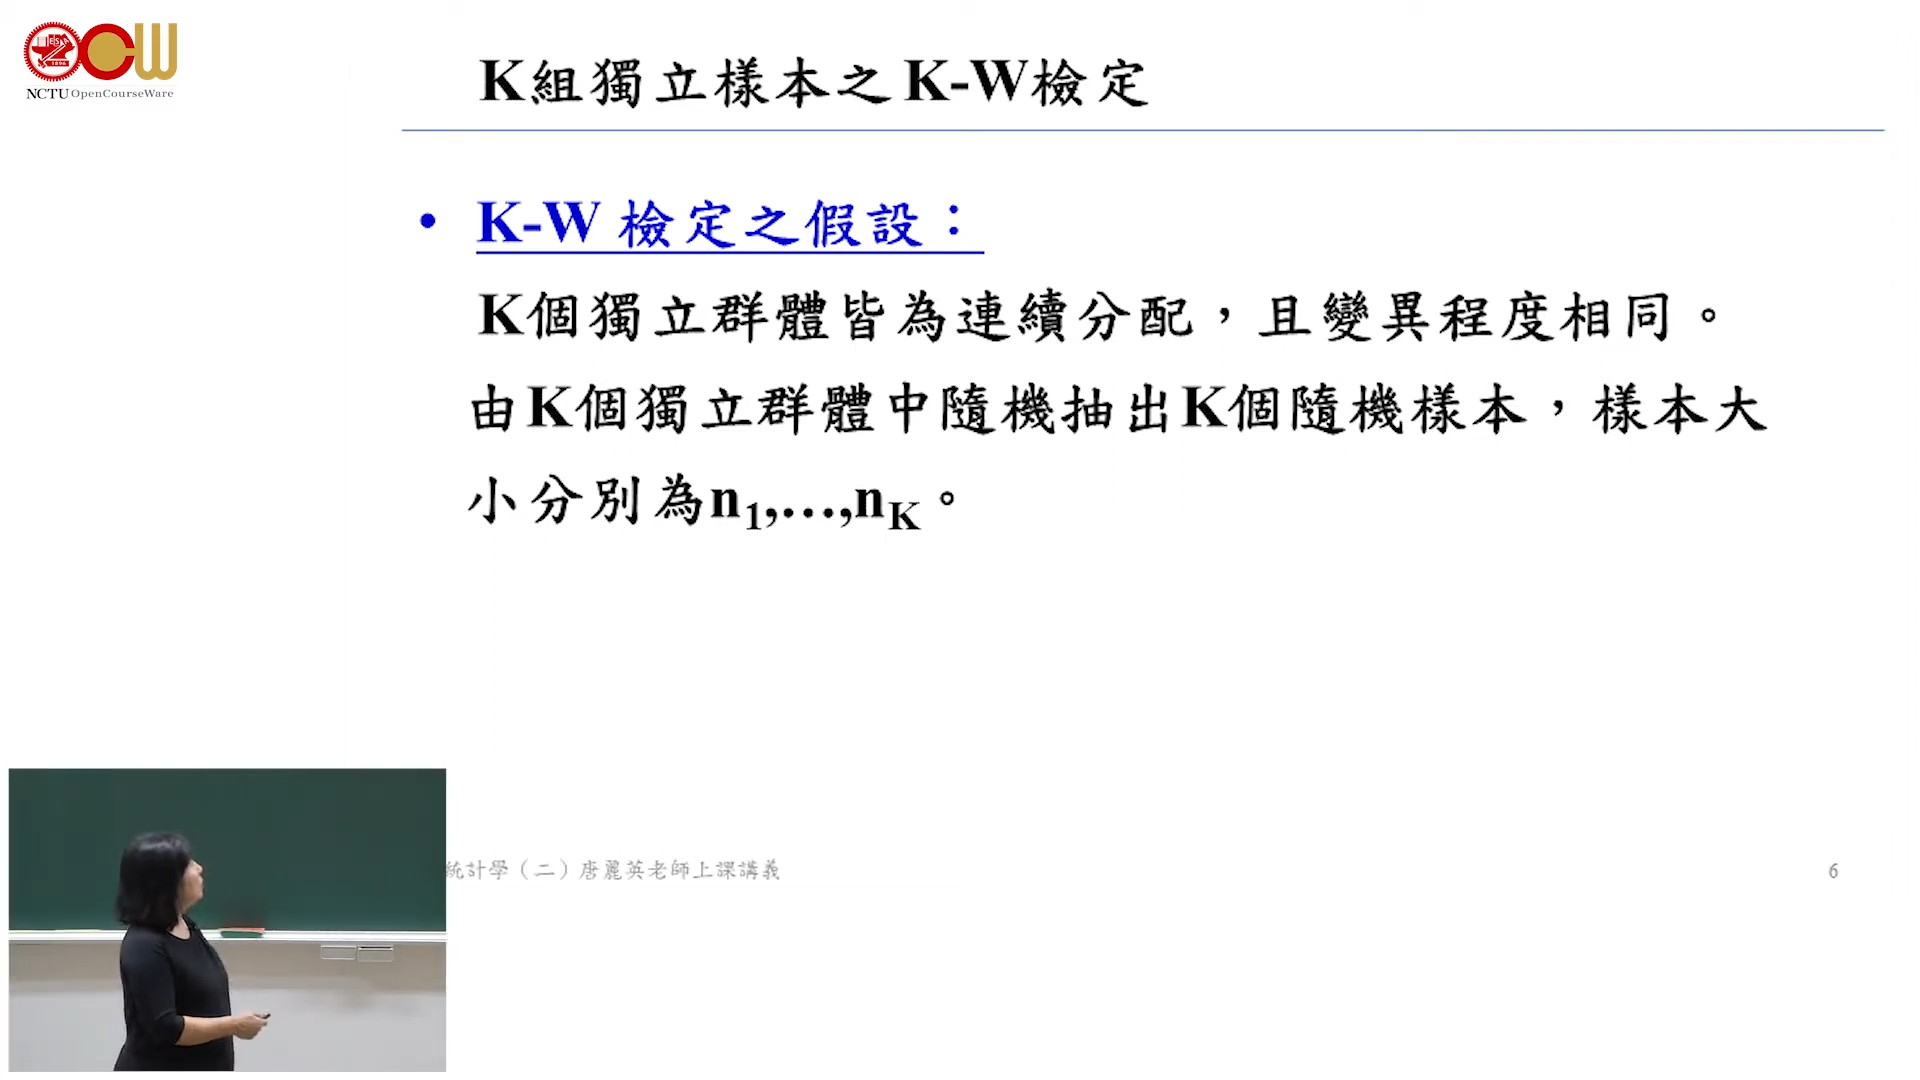 NCTU OpenCourseWare
K組獨立樣本之K-W檢定
• K-W 檢定之假設：
K個獨立群體皆為連續分配，且變異程度相同。
由K個獨立群體中隨機抽出K個隨機樣本，樣本大
小分別為n₁,…,nK。
統計學（二）唐麗英老師上課講義
6